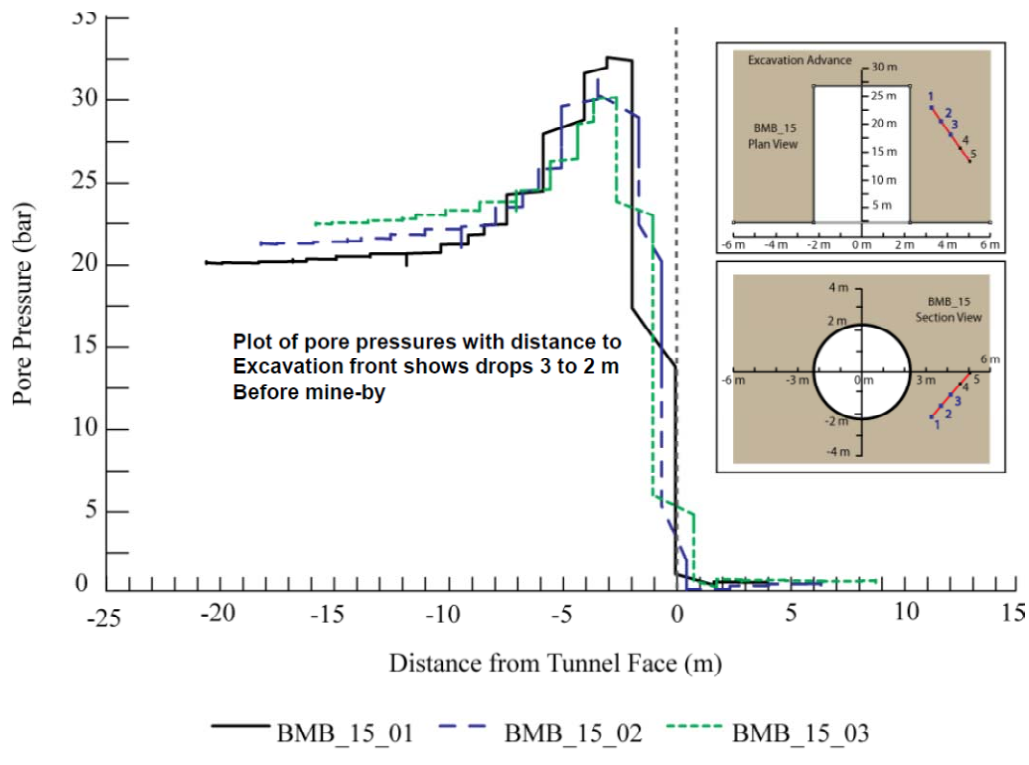 35
30
25
20
15
10
5
0
Pore Pressure (bar)
Plot of pore pressures with distance to
Excavation front shows drops 3 to 2 m
Before mine-by
-25
-20
-15
-10
-5
0
5
10
15
Distance from Tunnel Face (m)
BMB_15_01
BMB_15_02
BMB_15_03
Excavation Advance
30 m
25 m
20 m
15 m
10 m
5 m
BMB_15
Plan View
1
2
3
4
5
-6 m
-4 m
-2 m
0 m
2 m
4 m
6 m
4 m
2 m
BMB_15
Section View
6 m
-6 m
-3 m
0 m
3 m
5
4
3
2
1
-2 m
-4 m